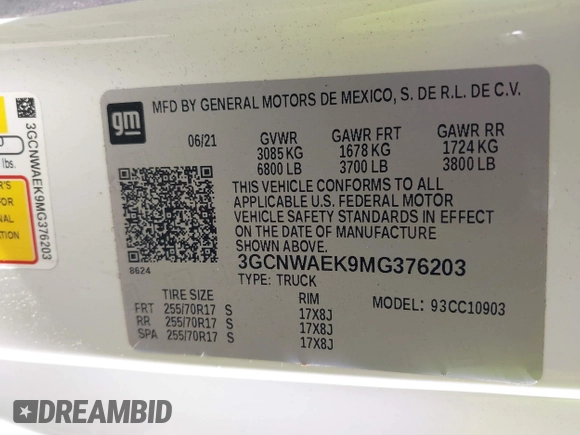 gm
MFD BY GENERAL MOTORS DE MEXICO, S. DE R.L. DE C.V.
06/21 GVWR GAWR FRT GAWR RR
3085 KG 1678 KG 1724 KG
6800 LB 3700 LB 3800 LB
THIS VEHICLE CONFORMS TO ALL
APPLICABLE U.S. FEDERAL MOTOR
VEHICLE SAFETY STANDARDS IN EFFECT
ON THE DATE OF MANUFACTURE
SHOWN ABOVE.
8624
3GCNWAEK9MG376203
TYPE: TRUCK
TIRE SIZE RIM MODEL: 93CC10903
FRT 255/70R17 S 17X8J
RR 255/70R17 S 17X8J
SPA 255/70R17 S 17X8J
3GCNWAEK9MG376203
lbs.
FOR
DREAMBID